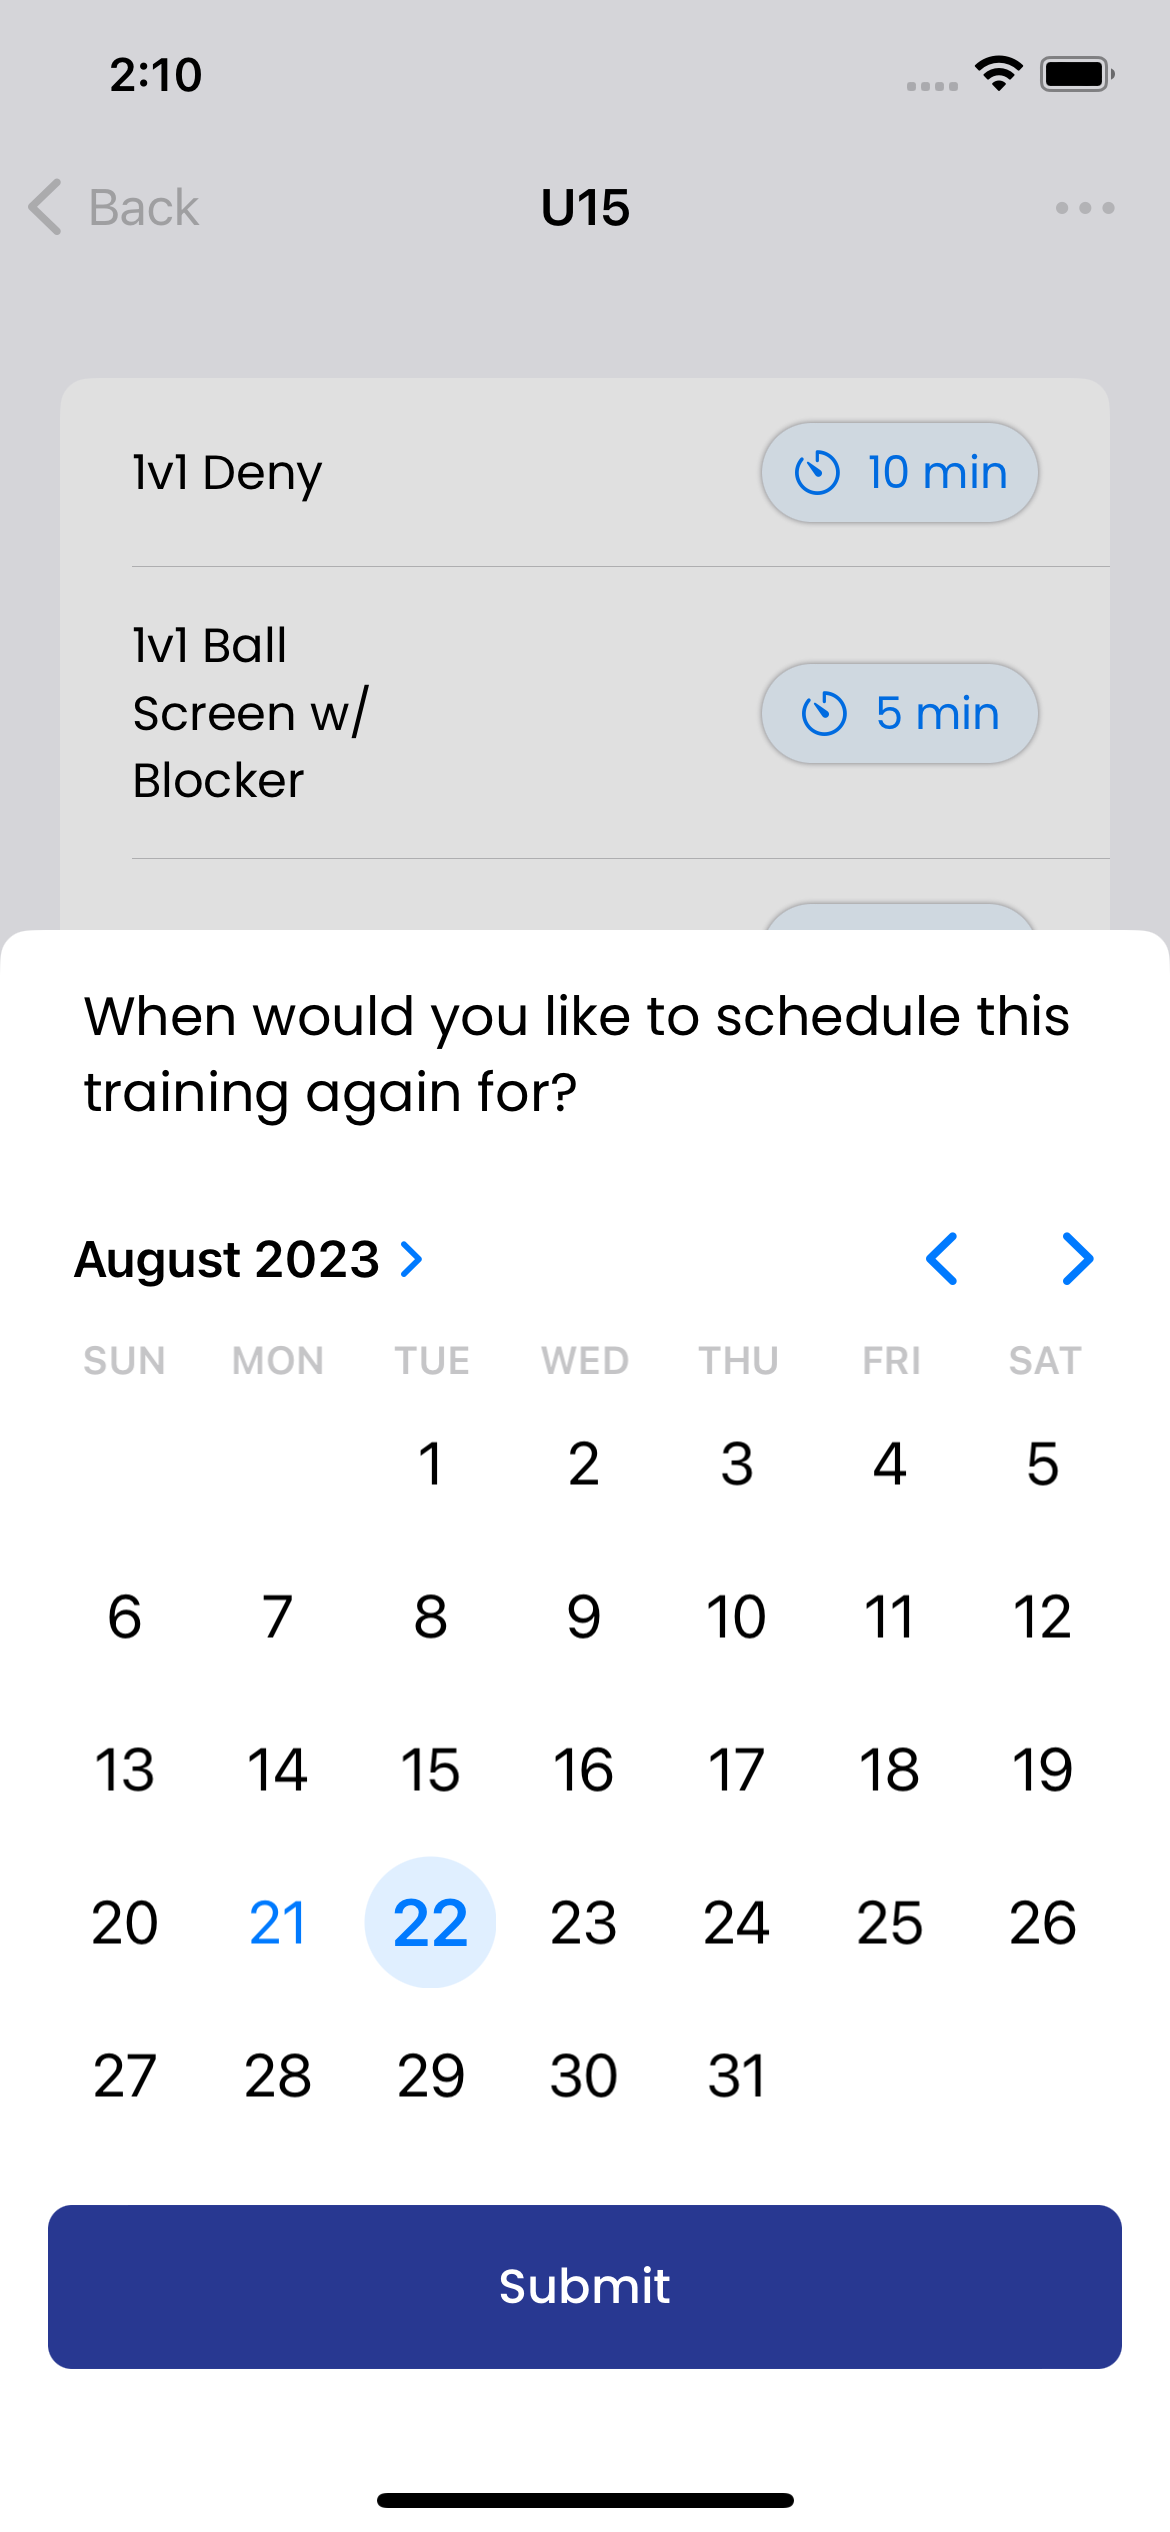 2:10
Back
U15
1v1 Deny
10 min
1v1 Ball
Screen w/
Blocker
5 min
When would you like to schedule this
training again for?
August 2023
SUN MON TUE WED THU FRI SAT
1 2 3 4 5
6 7 8 9 10 11 12
13 14 15 16 17 18 19
20 21 22 23 24 25 26
27 28 29 30 31
Submit